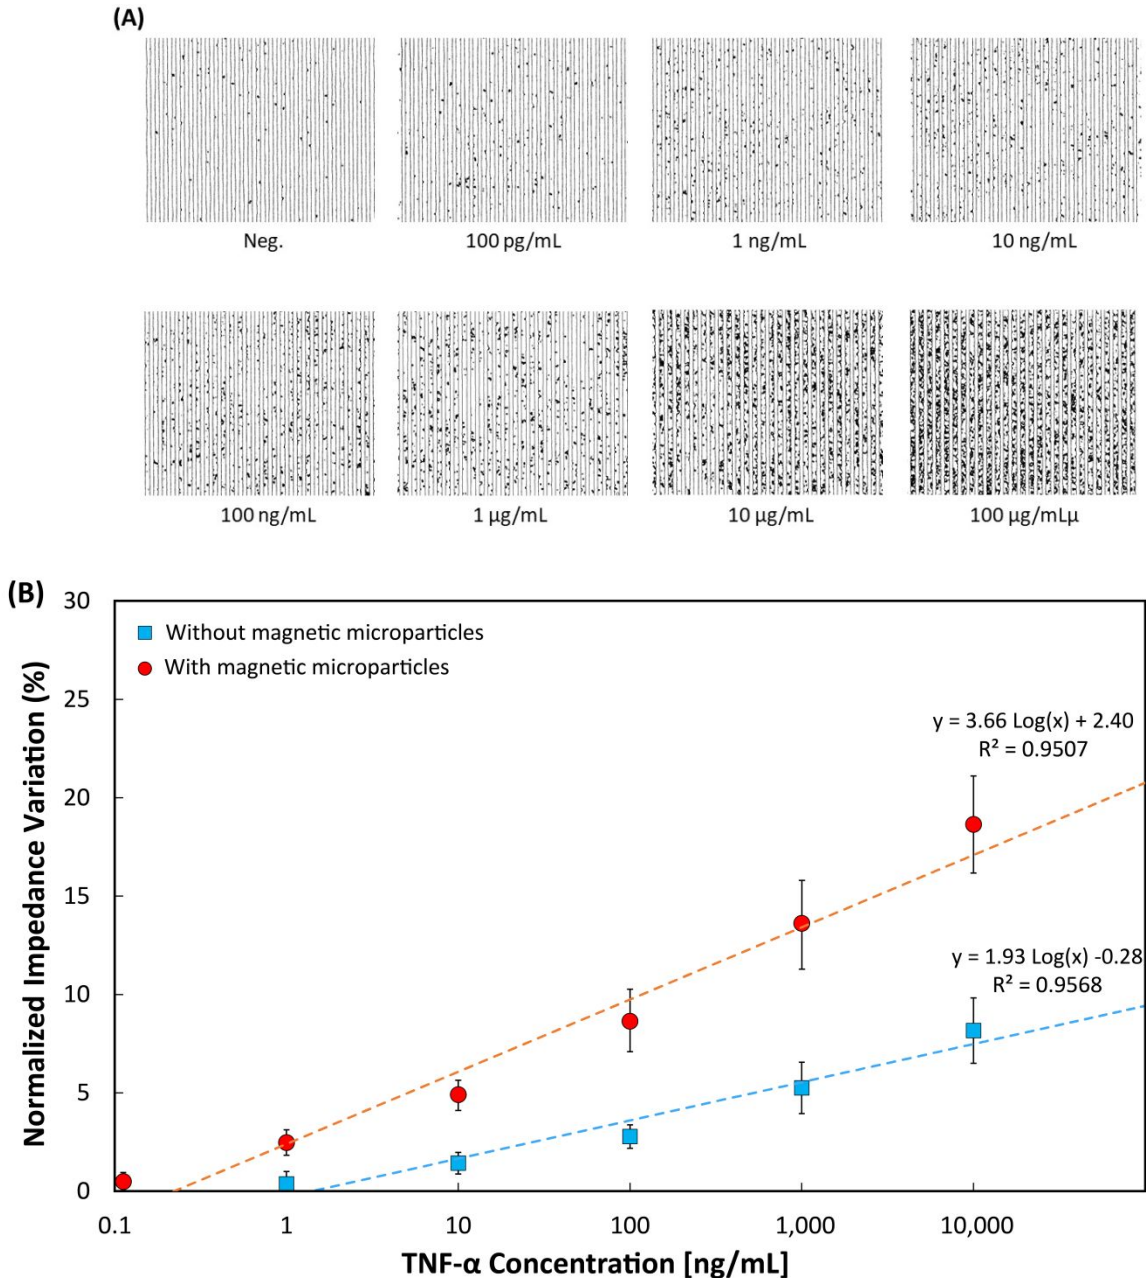 (A)
Neg.
100 pg/mL
1 ng/mL
10 ng/mL
100 ng/mL
1 µg/mL
10 µg/mL
100 µg/mLµ
(B)
Normalized Impedance Variation (%)
30
25
20
15
10
5
0
Without magnetic microparticles
With magnetic microparticles
y = 3.66 Log(x) + 2.40
R² = 0.9507
y = 1.93 Log(x) -0.28
R² = 0.9568
0.1
1
10
100
1,000
10,000
TNF-α Concentration [ng/mL]